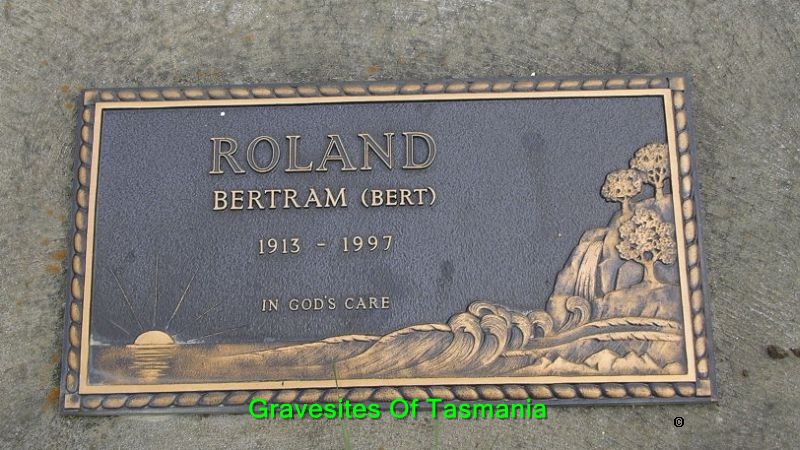 ROLAND
BERTRAM (BERT)
1913 - 1997
IN GOD'S CARE
Gravesites Of Tasmania
©